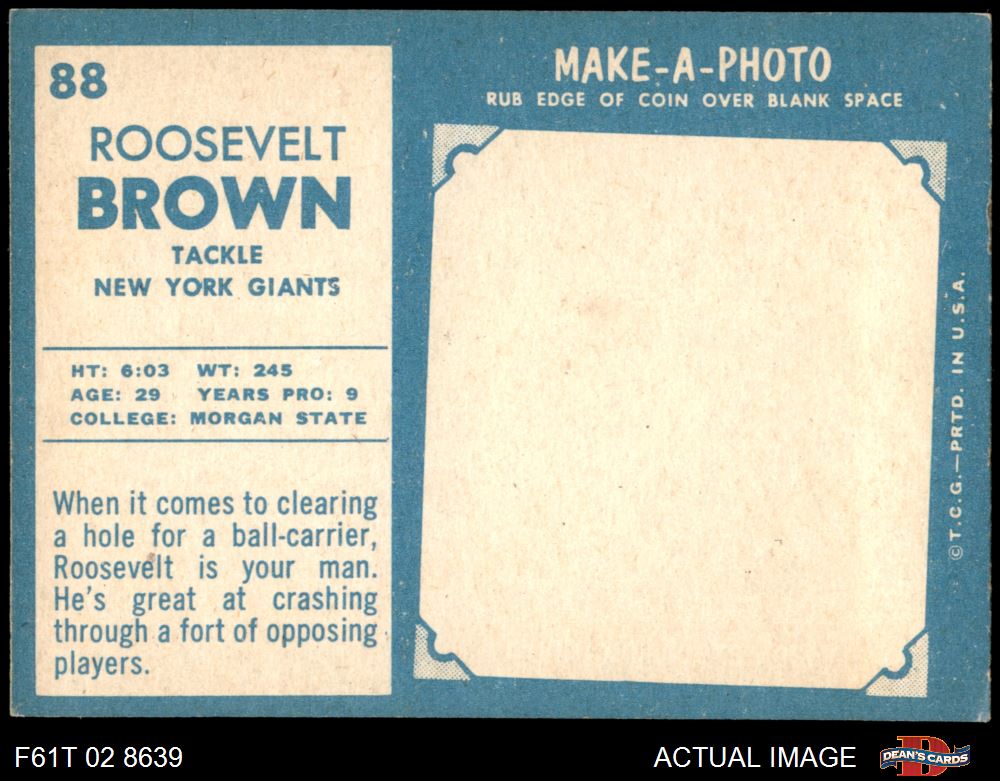 88
ROOSEVELT
BROWN
TACKLE
NEW YORK GIANTS
HT: 6:03 WT: 245
AGE: 29 YEARS PRO: 9
COLLEGE: MORGAN STATE
When it comes to clearing
a hole for a ball-carrier,
Roosevelt is your man.
He's great at crashing
through a fort of opposing
players.
MAKE-A-PHOTO
RUB EDGE OF COIN OVER BLANK SPACE
©T.C.G.—PRTD. IN U.S.A.
F61T 02 8639
ACTUAL IMAGE
D
DEAN'S CARDS